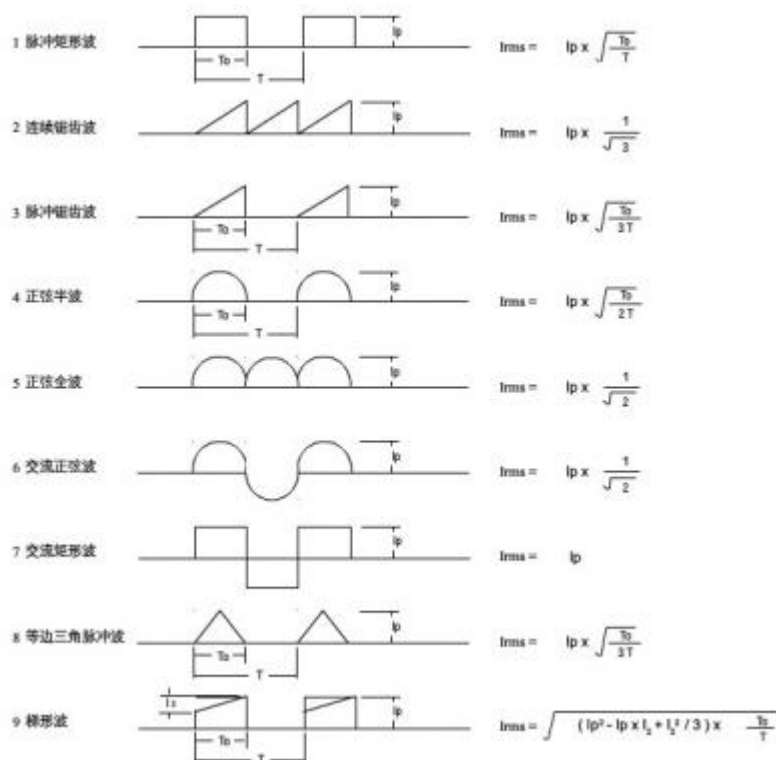 1 脉冲矩形波 Ip Irms = Ip x √(To/T)
To
T
2 连续锯齿波 Ip Irms = Ip x 1/√3
3 脉冲锯齿波 Ip Irms = Ip x √(To/3T)
To
T
4 正弦半波 Ip Irms = Ip x √(To/2T)
To
T
5 正弦全波 Ip Irms = Ip x 1/√2
6 交流正弦波 Ip Irms = Ip x 1/√2
7 交流矩形波 Ip Irms = Ip
8 等边三角脉冲波 Ip Irms = Ip x √(To/3T)
To
T
9 梯形波 Ip Irms = √((Ip² - Ip x I₂ + I₂² / 3) x To/T)
To
T